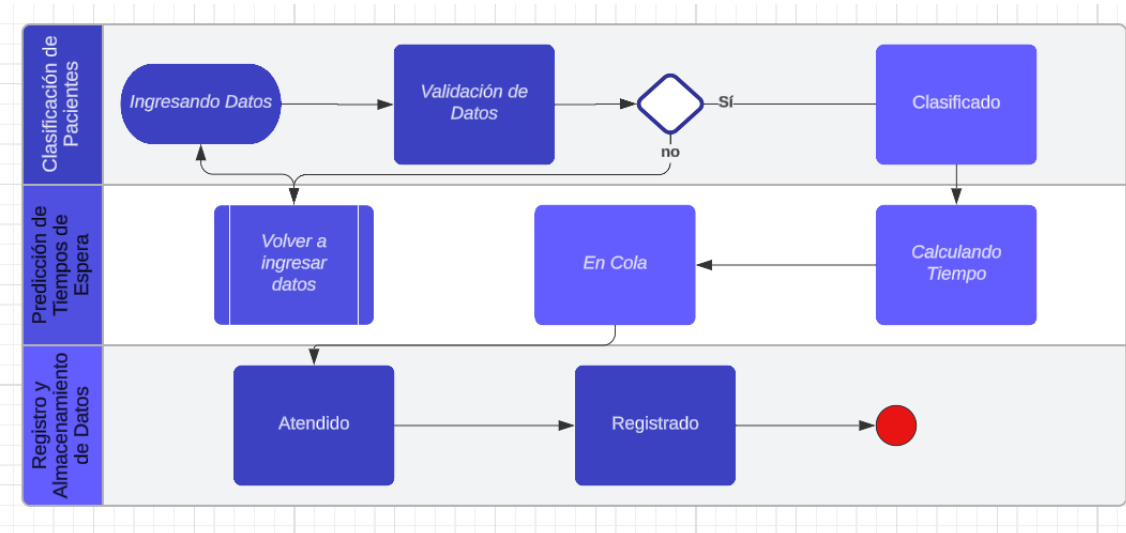 Clasificación de
Pacientes
Ingresando Datos
Validación de
Datos
Sí
no
Clasificado
Predicción de
Tiempos de
Espera
Volver a
ingresar
datos
En Cola
Calculando
Tiempo
Registro y
Almacenamiento
de Datos
Atendido
Registrado